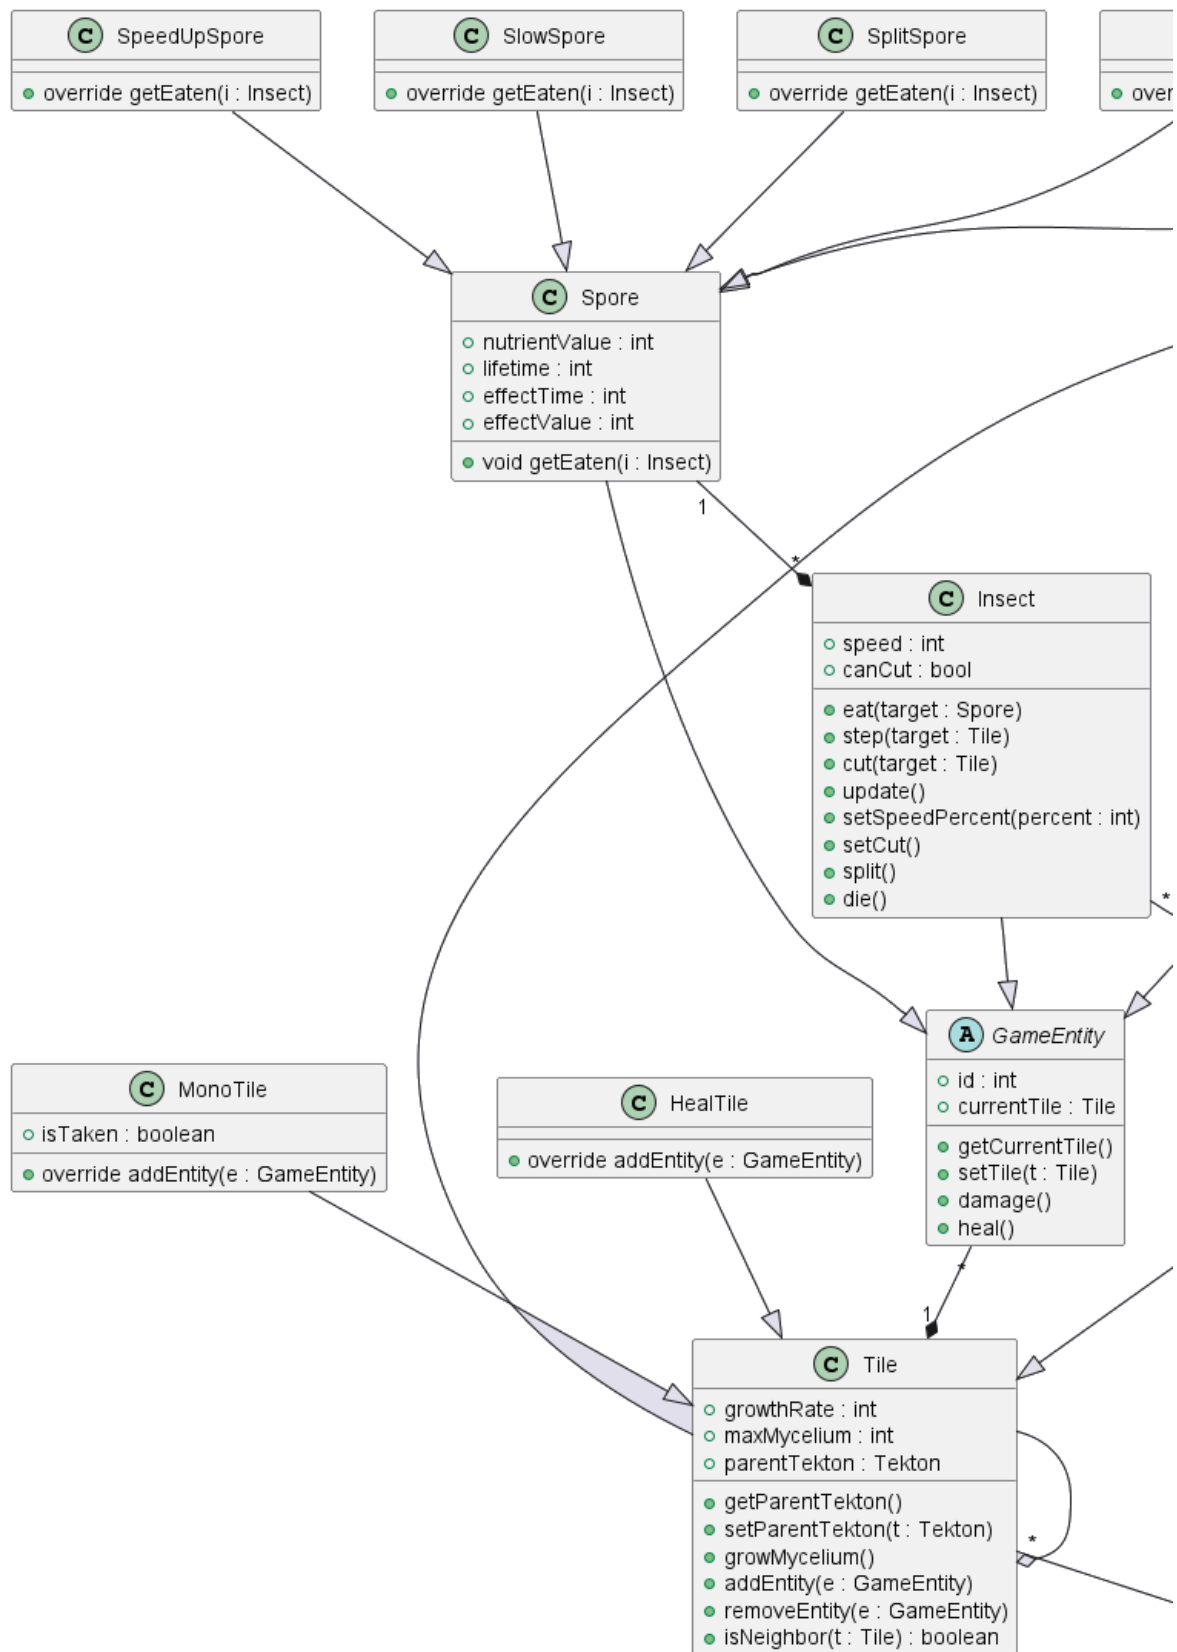 C SpeedUpSpore
override getEaten(i : Insect)
C SlowSpore
override getEaten(i : Insect)
C SplitSpore
override getEaten(i : Insect)
C Spore
nutrientValue : int
lifetime : int
effectTime : int
effectValue : int
void getEaten(i : Insect)
1
*
C Insect
speed : int
canCut : bool
eat(target : Spore)
step(target : Tile)
cut(target : Tile)
update()
setSpeedPercent(percent : int)
setCut()
split()
die()
*
A GameEntity
id : int
currentTile : Tile
getCurrentTile()
setTile(t : Tile)
damage()
heal()
*
1
C MonoTile
isTaken : boolean
override addEntity(e : GameEntity)
C HealTile
override addEntity(e : GameEntity)
C Tile
growthRate : int
maxMycelium : int
parentTekton : Tekton
getParentTekton()
setParentTekton(t : Tekton)
growMycelium()
addEntity(e : GameEntity)
removeEntity(e : GameEntity)
isNeighbor(t : Tile) : boolean
*